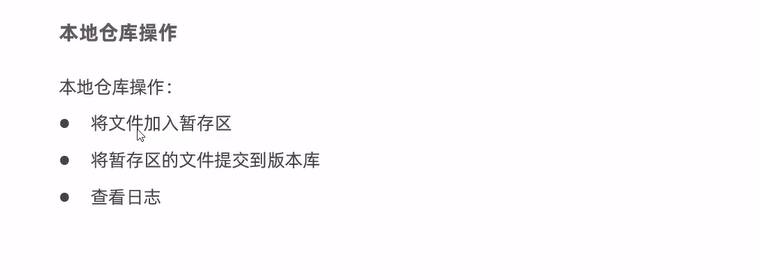 本地仓库操作
本地仓库操作：
● 将文件加入暂存区
● 将暂存区的文件提交到版本库
● 查看日志